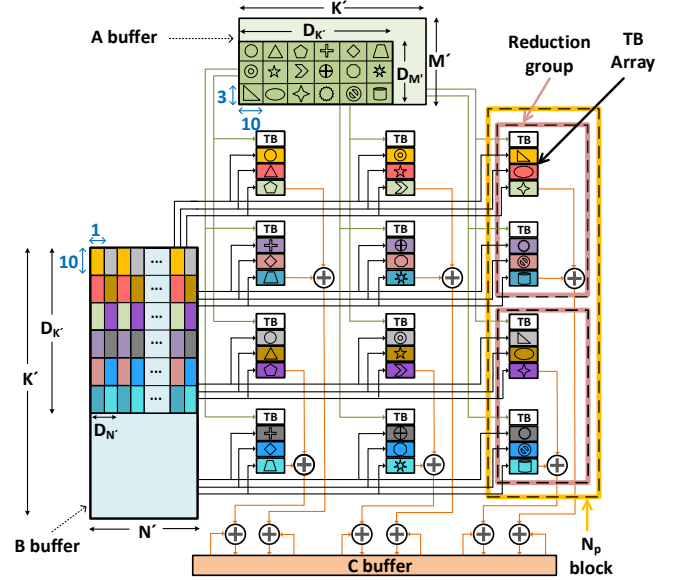 K′
D_K′
A buffer
M′
D_M′
3
10
Reduction
group
TB
Array
TB
TB
TB
TB
TB
TB
1
10
...
...
...
...
...
...
D_K′
K′
D_N′
TB
TB
TB
TB
TB
TB
N′
B buffer
N_p
block
C buffer